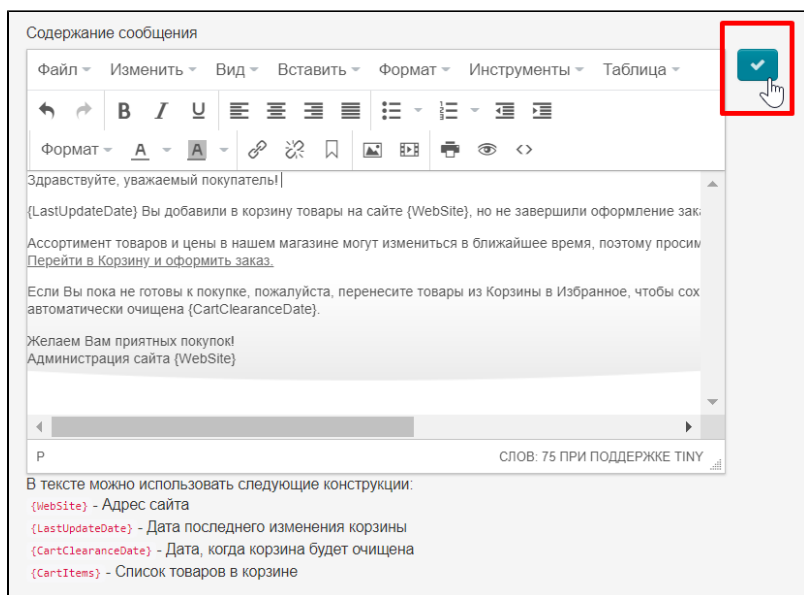 Содержание сообщения
Файл Изменить Вид Вставить Формат Инструменты Таблица
B I U
Формат A A
Здравствуйте, уважаемый покупатель!
{LastUpdateDate} Вы добавили в корзину товары на сайте {WebSite}, но не завершили оформление
Ассортимент товаров и цены в нашем магазине могут измениться в ближайшее время, поэтому просим
Перейти в Корзину и оформить заказ.
Если Вы пока не готовы к покупке, пожалуйста, перенесите товары из Корзины в Избранное, чтобы сох
автоматически очищена {CartClearanceDate}.
Желаем Вам приятных покупок!
Администрация сайта {WebSite}
P СЛОВ: 75 ПРИ ПОДДЕРЖКЕ TINY
В тексте можно использовать следующие конструкции:
{WebSite} - Адрес сайта
{LastUpdateDate} - Дата последнего изменения корзины
{CartClearanceDate} - Дата, когда корзина будет очищена
{CartItems} - Список товаров в корзине